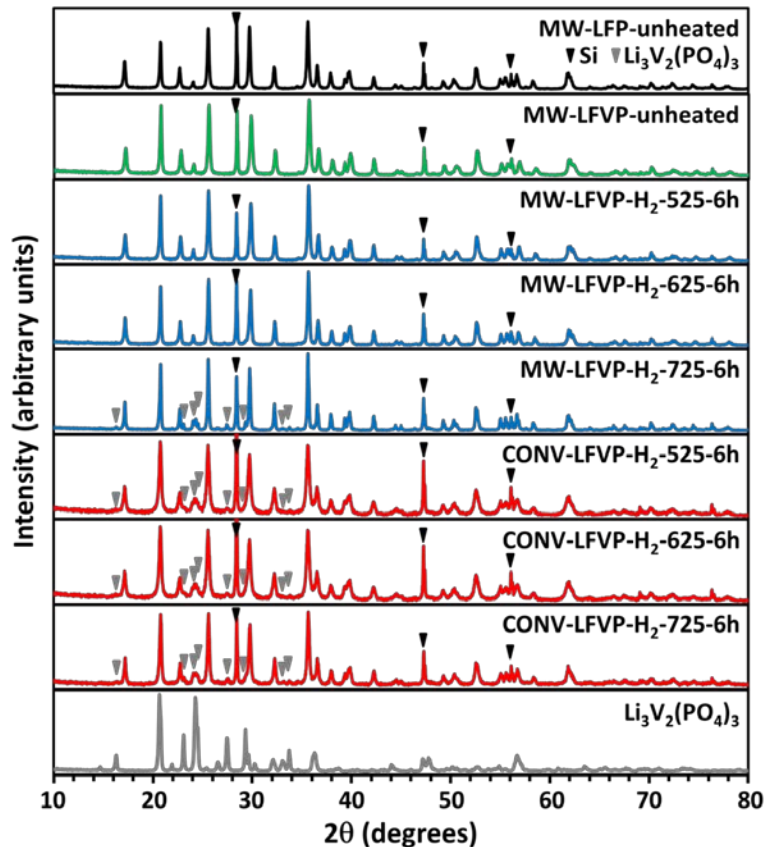 MW-LFP-unheated
Si Li₃V₂(PO₄)₃
MW-LFVP-unheated
MW-LFVP-H₂-525-6h
MW-LFVP-H₂-625-6h
MW-LFVP-H₂-725-6h
CONV-LFVP-H₂-525-6h
CONV-LFVP-H₂-625-6h
CONV-LFVP-H₂-725-6h
Li₃V₂(PO₄)₃
Intensity (arbitrary units)
10 20 30 40 50 60 70 80
2θ (degrees)